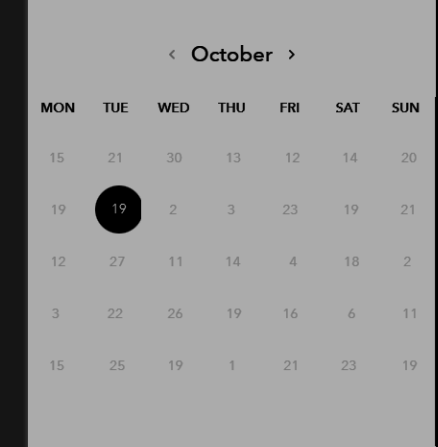 ‹ October ›
MON TUE WED THU FRI SAT SUN
15 21 30 13 12 14 20
19 19 2 3 23 19 21
12 27 11 14 4 18 2
3 22 26 19 16 6 11
15 25 19 1 21 23 19